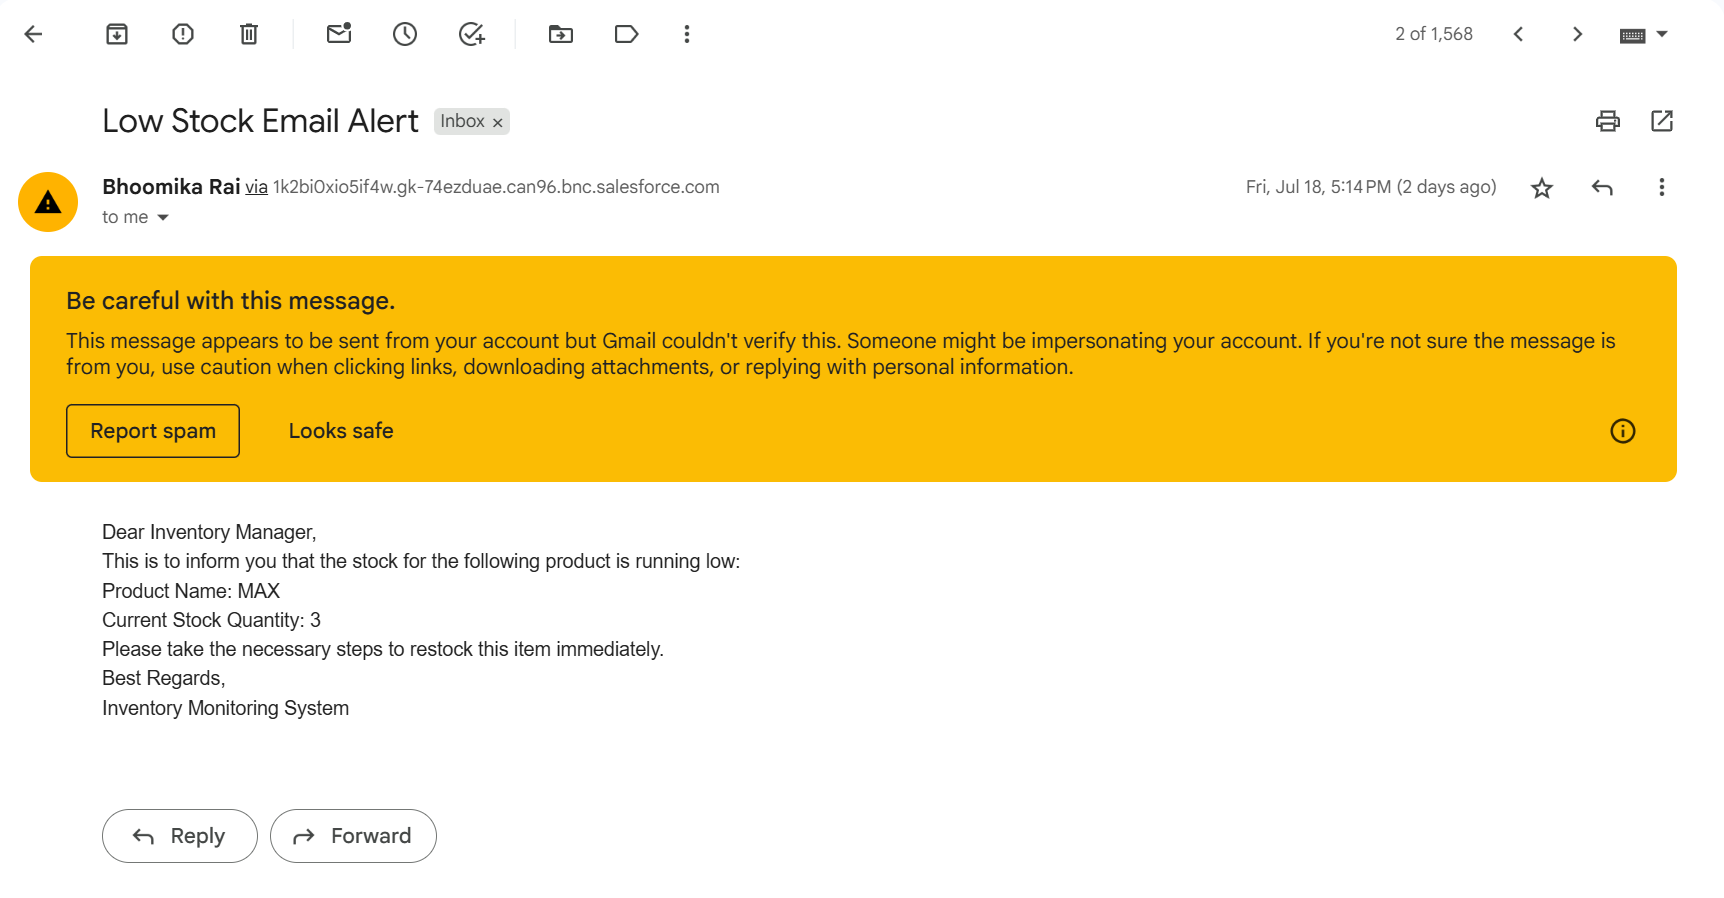 2 of 1,568
Low Stock Email Alert Inbox x
Bhoomika Rai via 1k2bi0xio5if4w.gk-74ezduae.can96.bnc.salesforce.com Fri, Jul 18, 5:14 PM (2 days ago)
to me
Be careful with this message.
This message appears to be sent from your account but Gmail couldn't verify this. Someone might be impersonating your account. If you're not sure the message is
from you, use caution when clicking links, downloading attachments, or replying with personal information.
Report spam Looks safe
Dear Inventory Manager,
This is to inform you that the stock for the following product is running low:
Product Name: MAX
Current Stock Quantity: 3
Please take the necessary steps to restock this item immediately.
Best Regards,
Inventory Monitoring System
Reply Forward